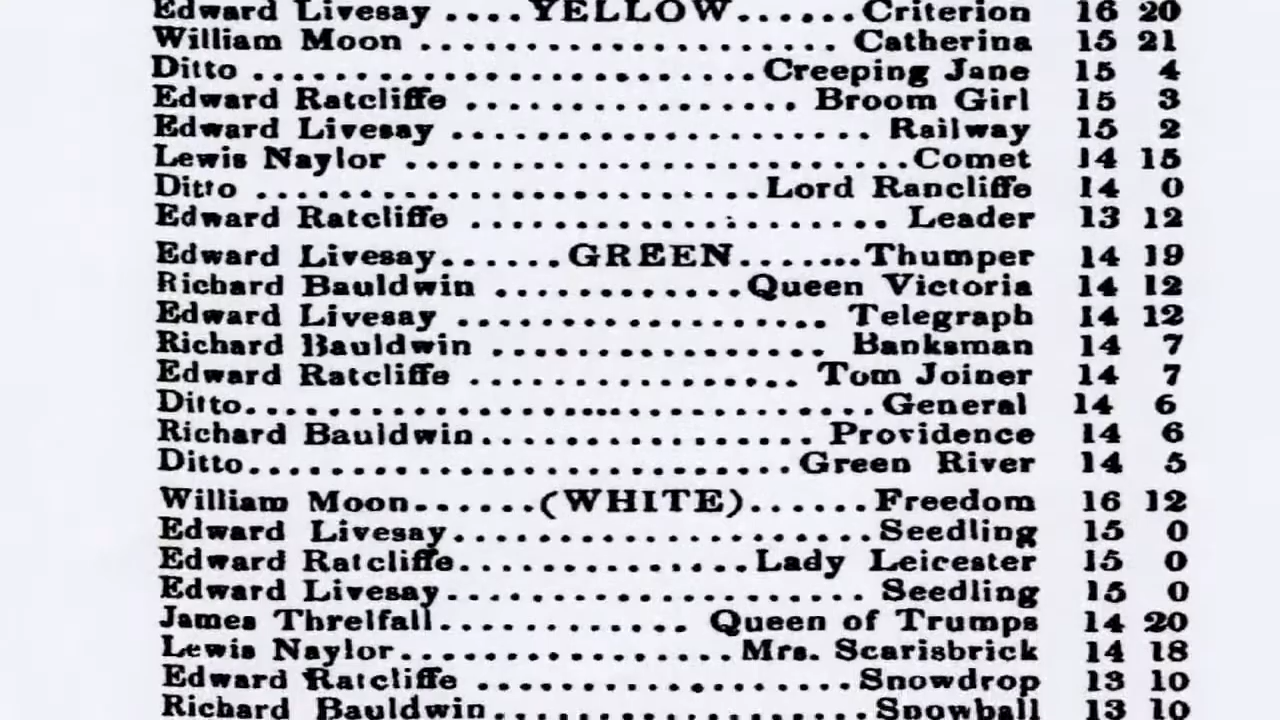 Edward Livesay ....YELLOW......Criterion 16 20
William Moon ................... Catherina 15 21
Ditto ........................Creeping Jane 15 4
Edward Ratcliffe ................ Broom Girl 15 3
Edward Livesay .................... Railway 15 2
Lewis Naylor ........................Comet 14 15
Ditto ........................Lord Rancliffe 14 0
Edward Ratcliffe .................... Leader 13 12
Edward Livesay......GREEN.......Thumper 14 19
Richard Bauldwin ............Queen Victoria 14 12
Edward Livesay .................. Telegraph 14 12
Richard Bauldwin ................ Banksman 14 7
Edward Ratcliffe ................ Tom Joiner 14 7
Ditto...............................General 14 6
Richard Bauldwin................ Providence 14 6
Ditto..........................Green River 14 5
William Moon......(WHITE)......Freedom 16 12
Edward Livesay....................Seedling 15 0
Edward Ratcliffe..............Lady Leicester 15 0
Edward Livesay.................... Seedling 15 0
James Threlfall............ Queen of Trumps 14 20
Lewis Naylor................Mrs. Scarisbrick 14 18
Edward Ratcliffe ..................Snowdrop 13 10
Richard Bauldwin..................Snowball 13 10